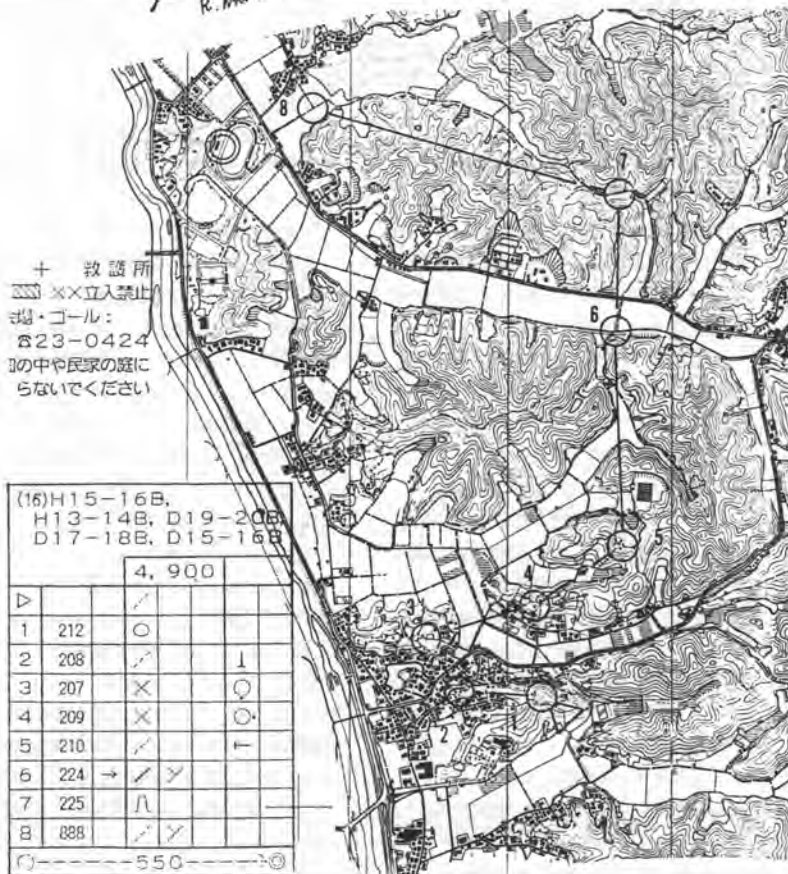 十 救護所
××立入禁止
・ゴール：
☎23-0424
の中や民家の庭に
らないでください
(16)H15-16B,
H13-14B, D19-20B,
D17-18B, D15-16B
4,900
1 212
2 208
3 207
4 209
5 210
6 224 →
7 225
8 888
550
8
7
6
5
4
3
2
1